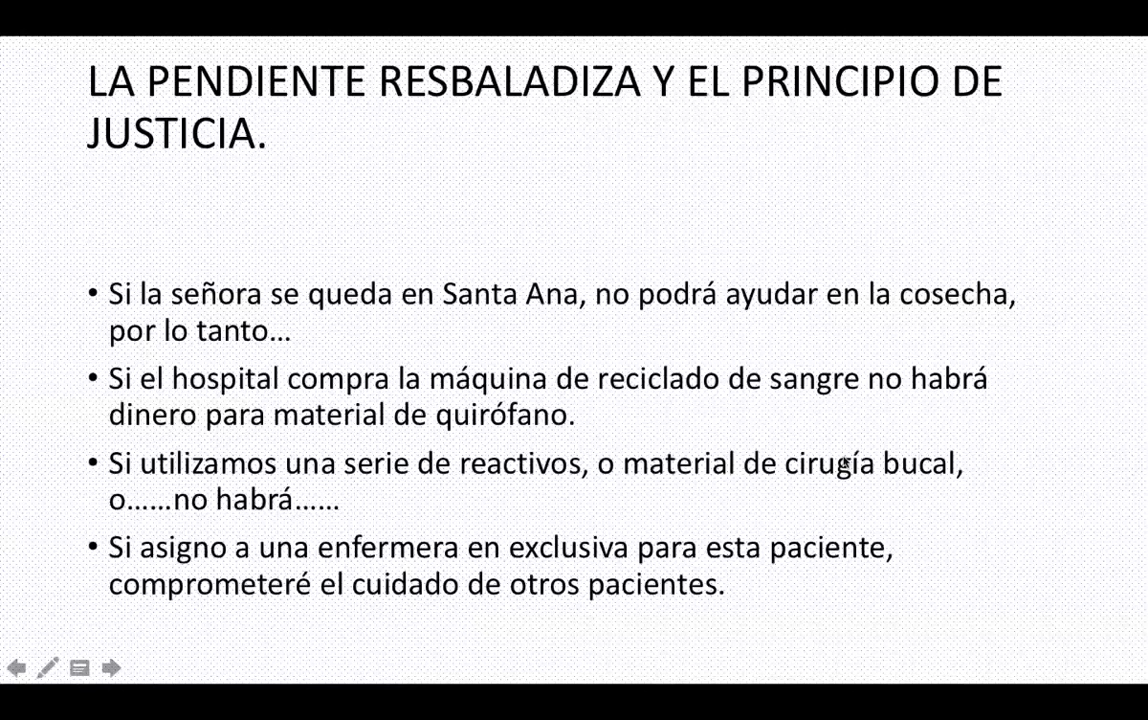 LA PENDIENTE RESBALADIZA Y EL PRINCIPIO DE
JUSTICIA.
• Si la señora se queda en Santa Ana, no podrá ayudar en la cosecha,
por lo tanto…
• Si el hospital compra la máquina de reciclado de sangre no habrá
dinero para material de quirófano.
• Si utilizamos una serie de reactivos, o material de cirugía bucal,
o……no habrá……
• Si asigno a una enfermera en exclusiva para esta paciente,
comprometeré el cuidado de otros pacientes.